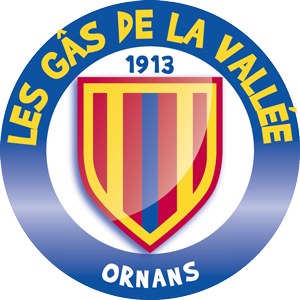 LES GÂS DE LA VALLÉE
1913
ORNANS